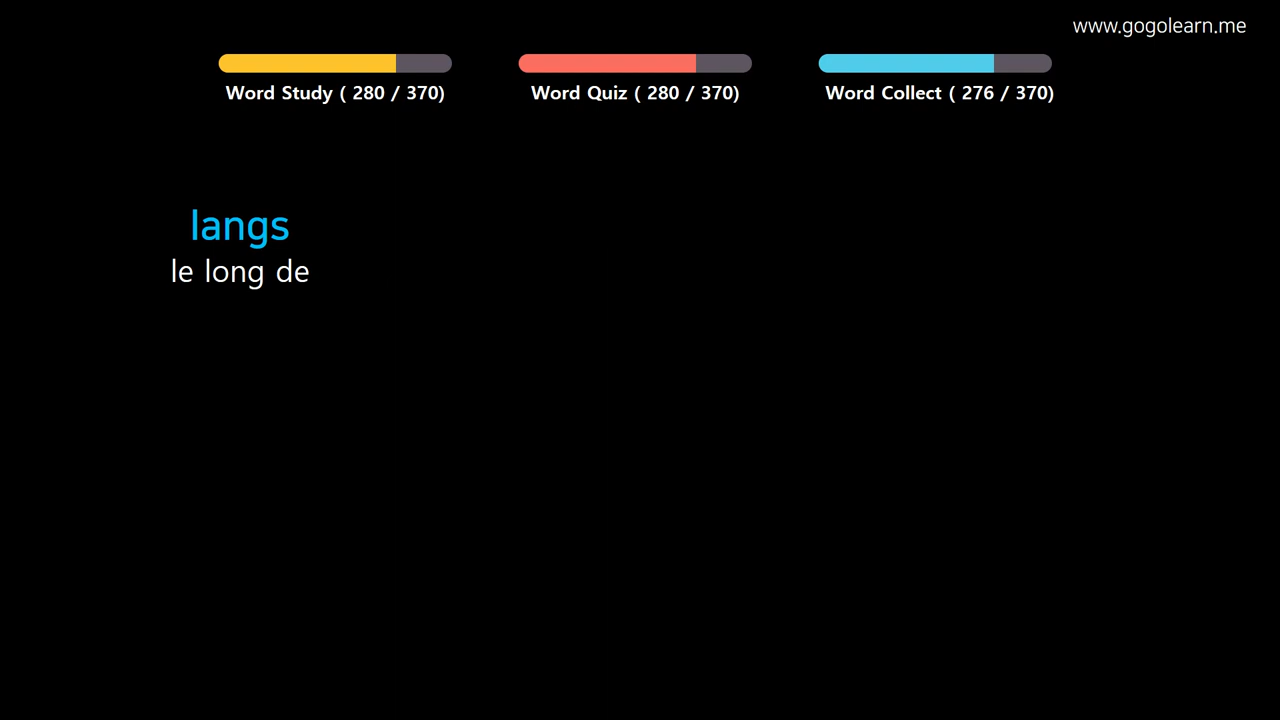 www.gogolearn.me
Word Study ( 280 / 370)
Word Quiz ( 280 / 370)
Word Collect ( 276 / 370)
langs
le long de